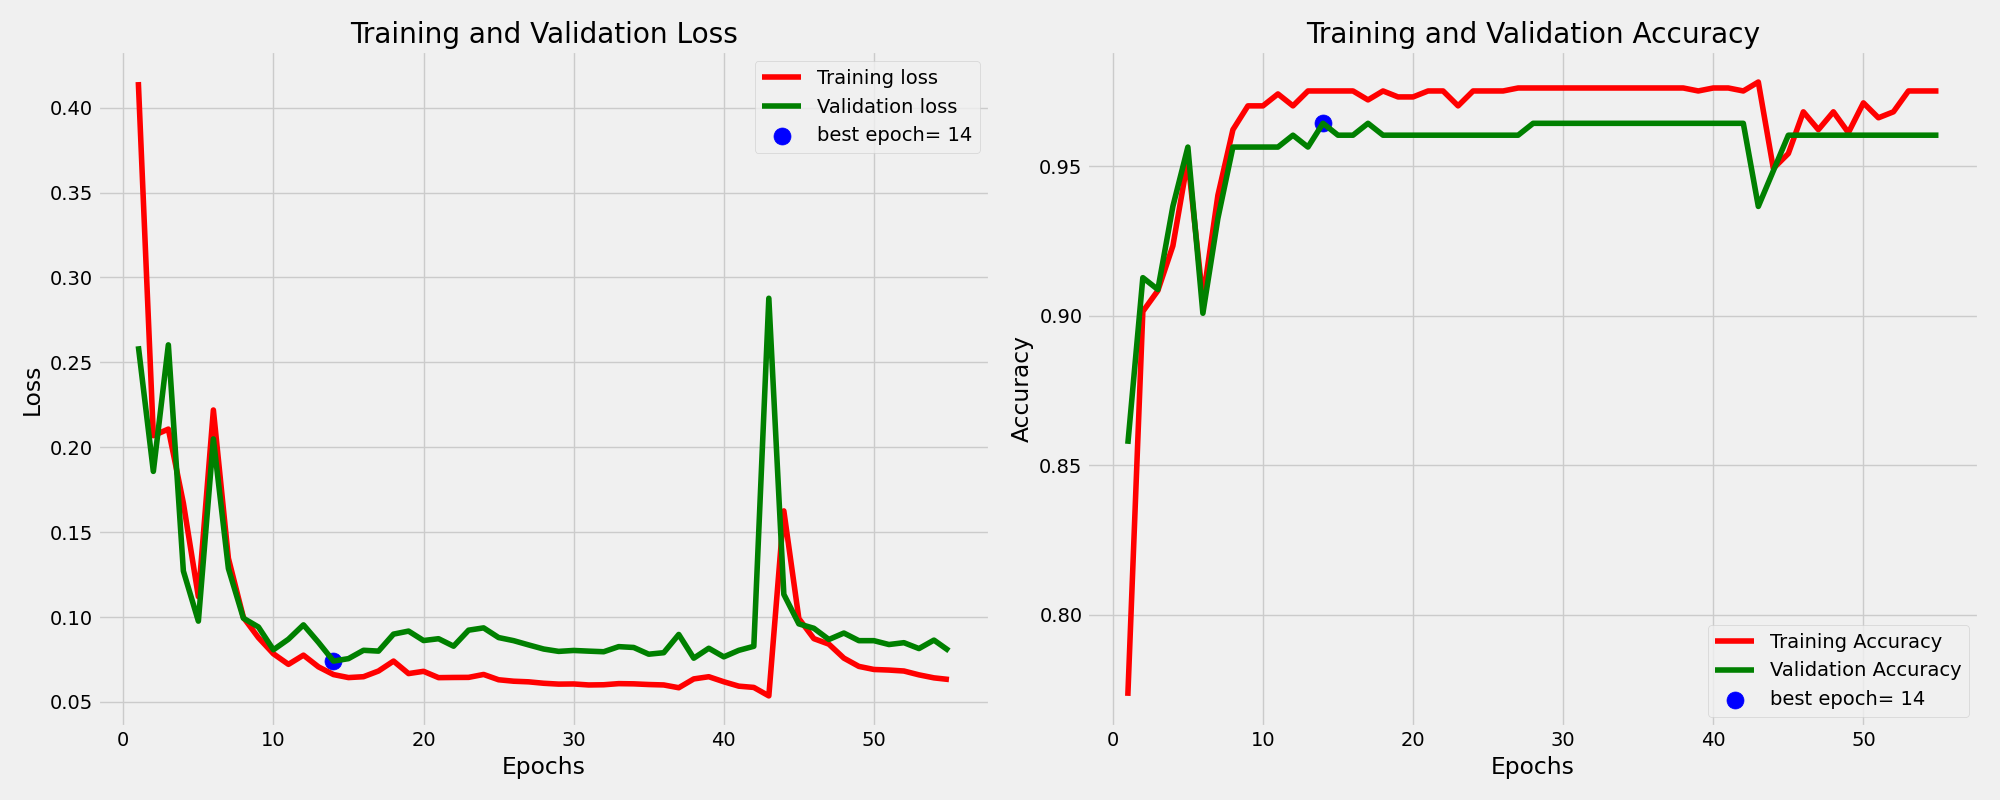 Training and Validation Loss
Training loss
Validation loss
best epoch= 14
0.40
0.35
0.30
0.25
0.20
0.15
0.10
0.05
Loss
0
10
20
30
40
50
Epochs
Training and Validation Accuracy
0.95
0.90
0.85
0.80
Accuracy
Training Accuracy
Validation Accuracy
best epoch= 14
0
10
20
30
40
50
Epochs